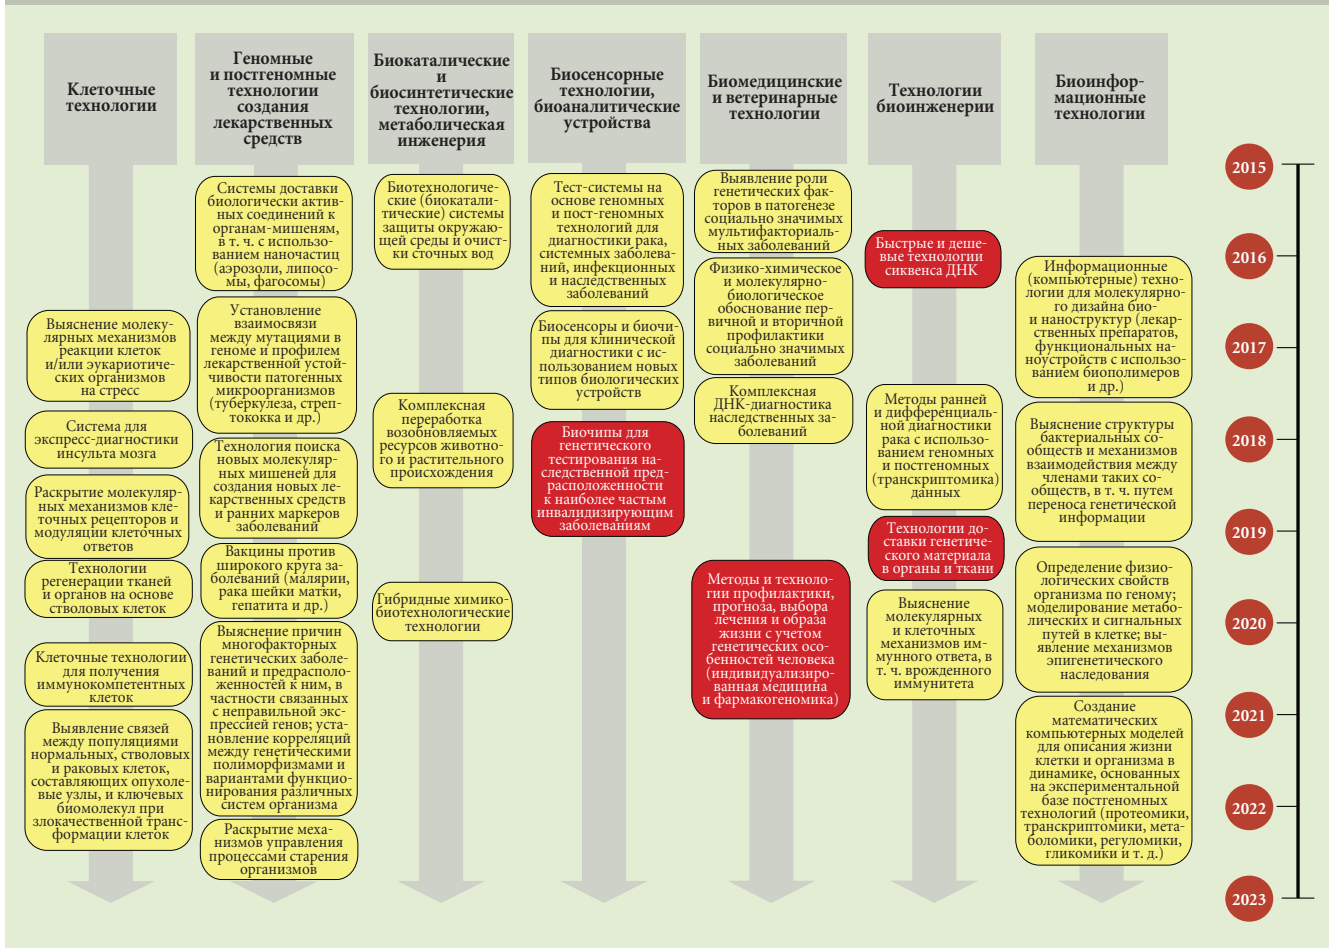 Клеточные
технологии
Геномные
и постгеномные
технологии
создания
лекарственных
средств
Биокаталические
и
биосинтетические
технологии,
метаболическая
инженерия
Биосенсорные
технологии,
биоаналитические
устройства
Биомедицинские
и ветеринарные
технологии
Технологии
биоинженерии
Биоинфор-
мационные
технологии
Выяснение молеку-
лярных механизмов
реакции клеток
и/или эукариоти-
ческих организмов
на стресс
Система для
экспресс-диагностики
инсульта мозга
Раскрытие молекуляр-
ных механизмов кле-
точных рецепторов и
модуляции клеточных
ответов
Технологии
регенерации тканей
и органов на основе
стволовых клеток
Клеточные технологии
для получения
иммунокомпетентных
клеток
Выявление связей
между популяциями
нормальных, стволовых
и раковых клеток,
составляющих опухоле-
вые узлы, и ключевых
биомолекул при
злокачественной транс-
формации клеток
Системы доставки
биологически актив-
ных соединений к
органам-мишеням,
в т. ч. с использо-
ванием наночастиц
(аэрозоли, липосо-
мы, фагосомы)
Установление
взаимосвязи
между мутациями в
геноме и профилем
лекарственной устой-
чивости патогенных
микроорганизмов
(туберкулеза, стреп-
тококка и др.)
Технология поиска
новых молекуляр-
ных мишеней для
создания новых ле-
карственных средств
и ранних маркеров
заболеваний
Вакцины против
широкого круга за-
болеваний (малярии,
рака шейки матки,
гепатита и др.)
Выяснение причин
многофакторных
генетических заболе-
ваний и предраспо-
ложенностей к ним, в
частности связанных
с неправильной экс-
прессией генов; уста-
новление корреляций
между генетическими
полиморфизмами и
вариантами функцио-
нирования различных
систем организма
Раскрытие меха-
низмов управления
процессами старения
организмов
Биотехнологиче-
ские (биокатали-
тические) системы
защиты окружаю-
щей среды и очист-
ки сточных вод
Комплексная
переработка
возобновляемых
ресурсов животно-
го и растительного
происхождения
Гибридные химико-
биотехнологические
технологии
Тест-системы на
основе геномных
и пост-геномных
технологий для
диагностики рака,
системных заболева-
ний, инфекционных
и наследственных
заболеваний
Биосенсоры и биочи-
пы для клинической
диагностики с ис-
пользованием новых
типов биологических
устройств
Биочипы для
генетического
тестирования на-
следственной пред-
расположенности
к наиболее частым
инвалидизирующим
заболеваниям
Выявление роли
генетических фак-
торов в патогенезе
социально значимых
мультифакториаль-
ных заболеваний
Физико-химическое
и молекулярно-
биологическое
обоснование пер-
вичной и вторичной
профилактики
социально значимых
заболеваний
Комплексная
ДНК-диагностика
наследственных за-
болеваний
Методы и техноло-
гии профилактики,
прогноза, выбора
лечения и образа
жизни с учетом
генетических осо-
бенностей человека
(индивидуализиро-
ванная медицина
и фармакогеномика)
Быстрые и деше-
вые технологии
сиквенса ДНК
Методы ранней
и дифференциаль-
ной диагностики
рака с использо-
ванием геномных
и постгеномных
(транскриптомика)
данных
Технологии до-
ставки генетиче-
ского материала
в органы и ткани
Выяснение
молекулярных
и клеточных
механизмов им-
мунного ответа, в
т. ч. врожденного
иммунитета
Информационные
(компьютерные) техно-
логии для молекулярно-
го дизайна био-
и наноструктур (лекар-
ственных препаратов,
функциональных на-
ноустройств с использо-
ванием биополимеров
и др.)
Выяснение структуры
бактериальных со-
обществ и механизмов
взаимодействия между
членами таких со-
обществ, в т. ч. путем
переноса генетической
информации
Определение физио-
логических свойств
организма по геному;
моделирование метабо-
лических и сигнальных
путей в клетке; вы-
явление механизмов
эпигенетического
наследования
Создание
математических
компьютерных моделей
для описания жизни
клетки и организма в
динамике, основанных
на экспериментальной
базе постгеномных
технологий (протеомики,
транскриптомики, мета-
боломики, регуломики,
гликомики и т. д.)
2015
2016
2017
2018
2019
2020
2021
2022
2023